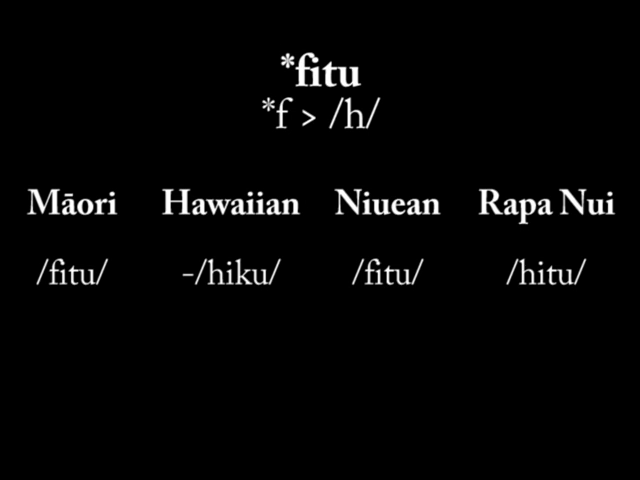 *fitu
*f > /h/
Māori Hawaiian Niuean Rapa Nui
/fitu/ -/hiku/ /fitu/ /hitu/